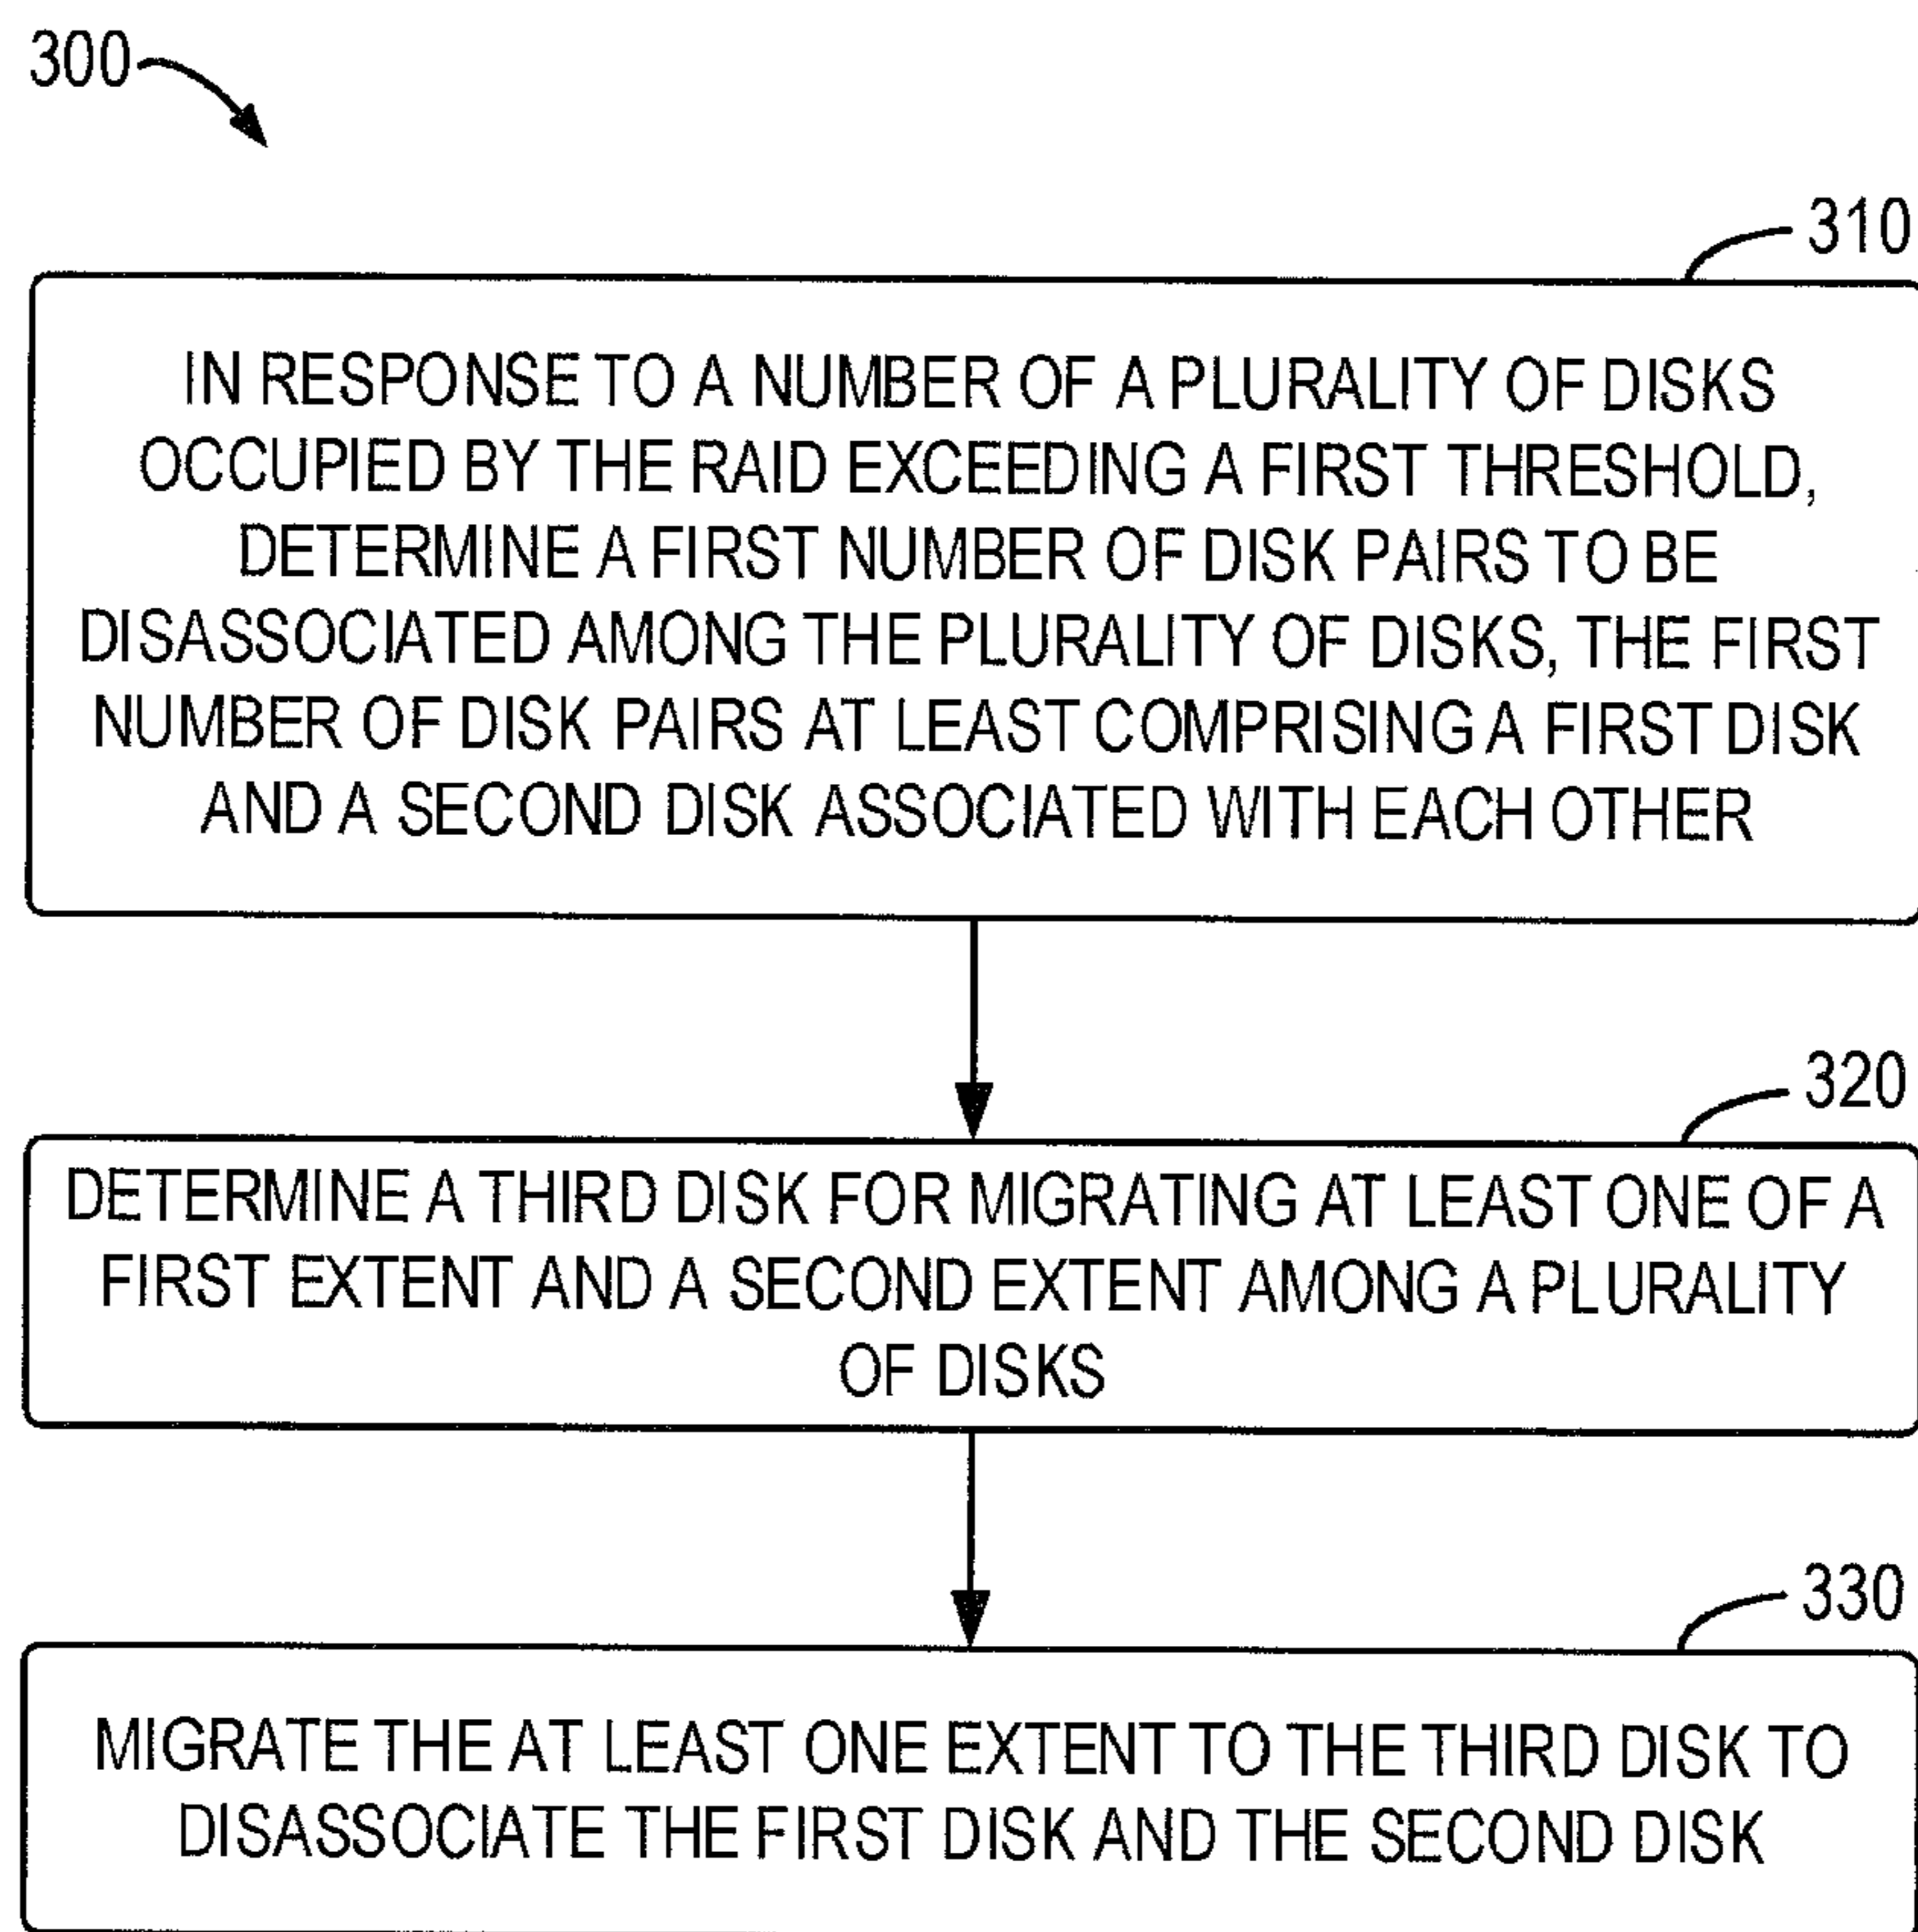 300
310
IN RESPONSE TO A NUMBER OF A PLURALITY OF DISKS
OCCUPIED BY THE RAID EXCEEDING A FIRST THRESHOLD,
DETERMINE A FIRST NUMBER OF DISK PAIRS TO BE
DISASSOCIATED AMONG THE PLURALITY OF DISKS, THE FIRST
NUMBER OF DISK PAIRS AT LEAST COMPRISING A FIRST DISK
AND A SECOND DISK ASSOCIATED WITH EACH OTHER
320
DETERMINE A THIRD DISK FOR MIGRATING AT LEAST ONE OF A
FIRST EXTENT AND A SECOND EXTENT AMONG A PLURALITY
OF DISKS
330
MIGRATE THE AT LEAST ONE EXTENT TO THE THIRD DISK TO
DISASSOCIATE THE FIRST DISK AND THE SECOND DISK